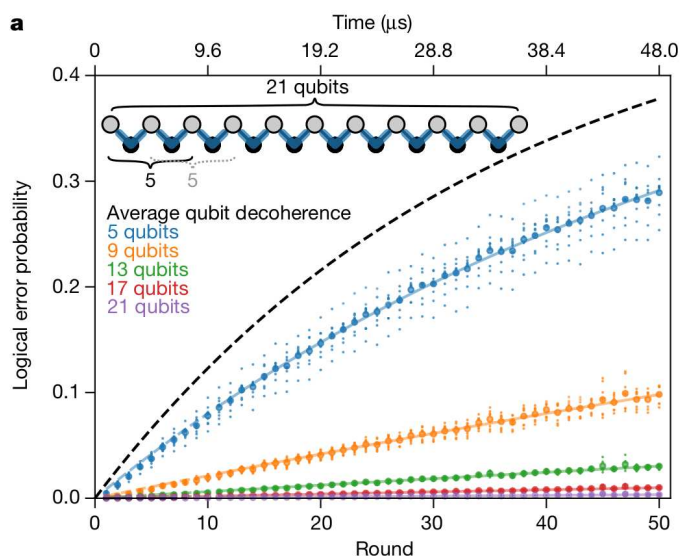 a
Time (μs)
0 9.6 19.2 28.8 38.4 48.0
0.4
21 qubits
5 5
0.3
Average qubit decoherence
5 qubits
9 qubits
13 qubits
17 qubits
21 qubits
Logical error probability
0.2
0.1
0.0
0 10 20 30 40 50
Round